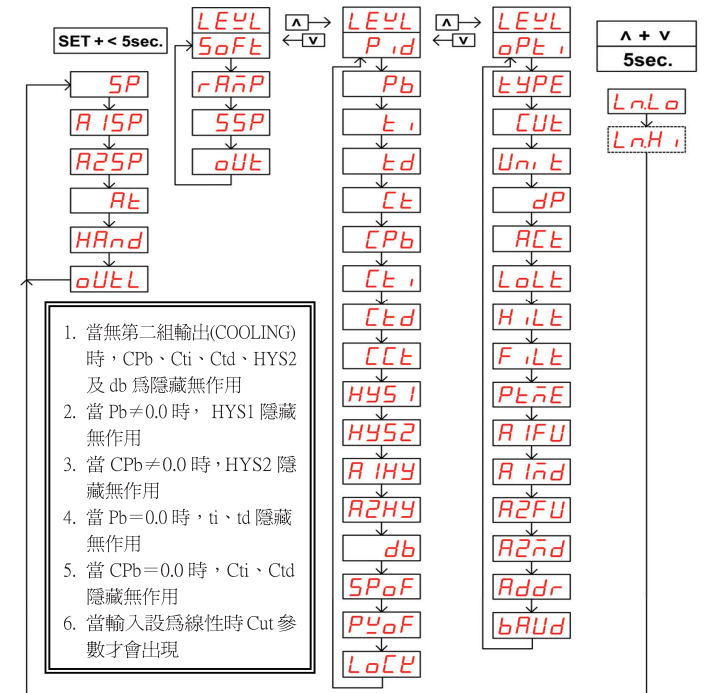 SET + < 5sec.
SP
A1SP
A2SP
At
HAnd
oUtL
LEVL
SoFt
rAmP
SSP
oUt
∧
∨
LEVL
Pid
Pb
ti
td
Ct
CPb
Cti
Ctd
CCt
HYS1
HYS2
A1HY
A2HY
db
SPoF
PVoF
LoCK
∧
∨
LEVL
oPti
tYPE
CUt
Unit
dP
ACt
LoLt
HiLt
FiLt
PtmE
A1FU
A1md
A2FU
A2md
Addr
bAUd
∧ + ∨
5sec.
Ln.Lo
Ln.Hi
1. 當無第二組輸出(COOLING)
時,CPb、Cti、Ctd、HYS2
及 db 爲隱藏無作用
2. 當 Pb≠0.0 時, HYS1 隱藏
無作用
3. 當 CPb≠0.0 時,HYS2 隱
藏無作用
4. 當 Pb=0.0 時,ti、td 隱藏
無作用
5. 當 CPb=0.0 時,Cti、Ctd
隱藏無作用
6. 當輸入設爲線性時 Cut 參
數才會出現